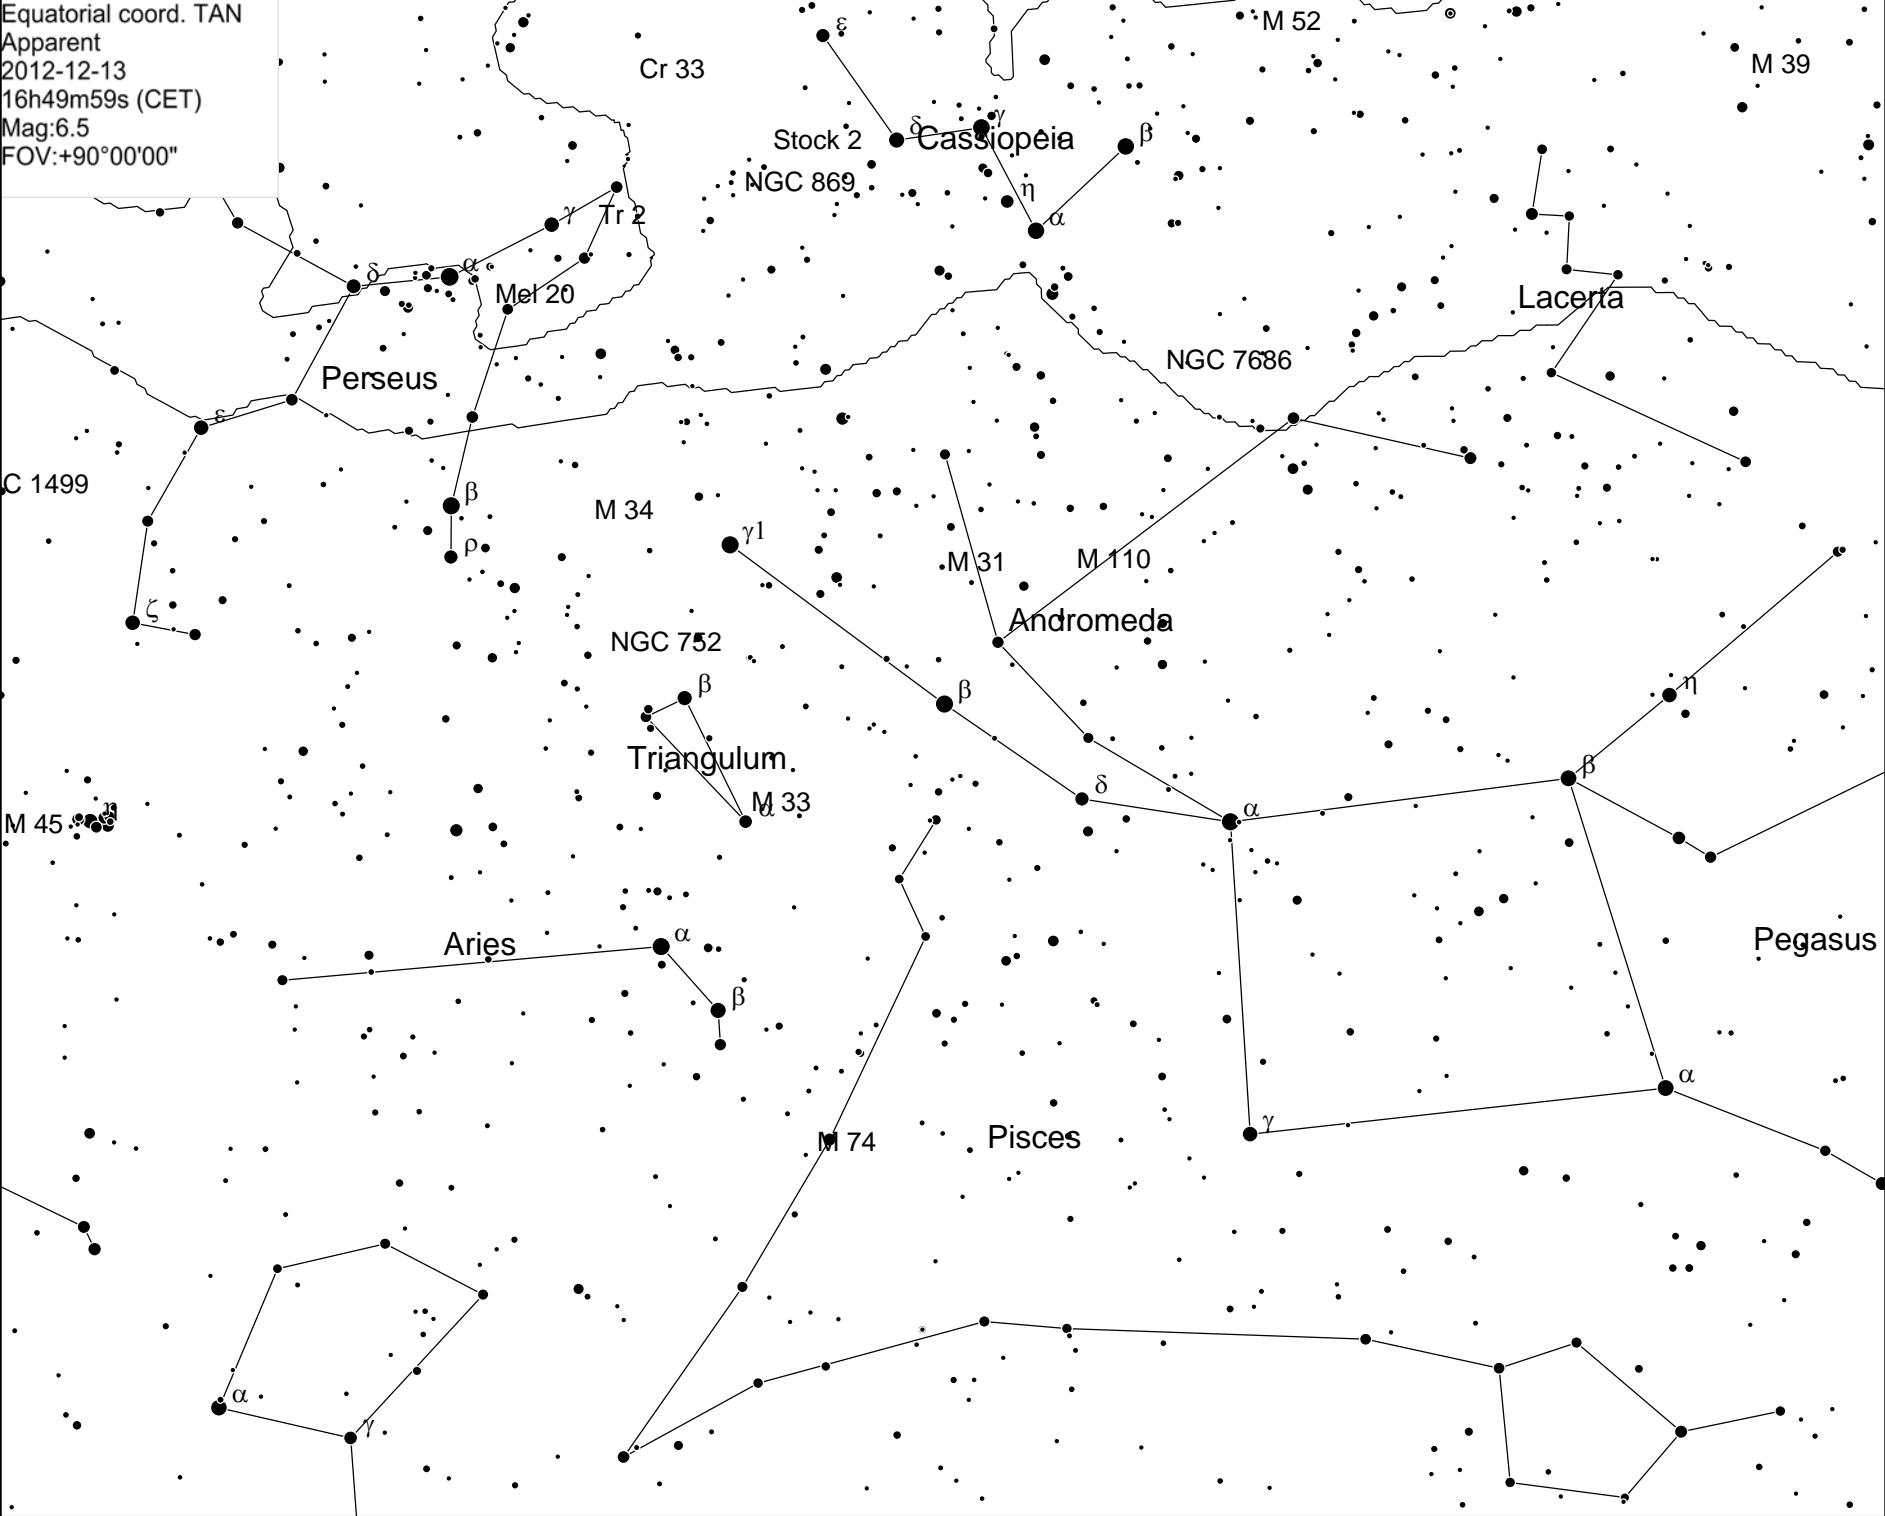 Equatorial coord. TAN
Apparent
2012-12-13
16h49m59s (CET)
Mag:6.5
FOV:+90°00'00"
ε
M 52
Cr 33
M 39
γ
δ
Cassiopeia
β
Stock 2
NGC 869
η
α
γ
Tr 2
δ
α
Mel 20
Lacerta
NGC 7686
Perseus
ε
C 1499
β
M 34
γ1
ρ
M 31
M 110
ζ
Andromeda
NGC 752
β
β
η
Triangulum
β
δ
M 33
α
α
M 45
η
Aries
α
Pegasus
β
α
γ
M 74
Pisces
α
γ